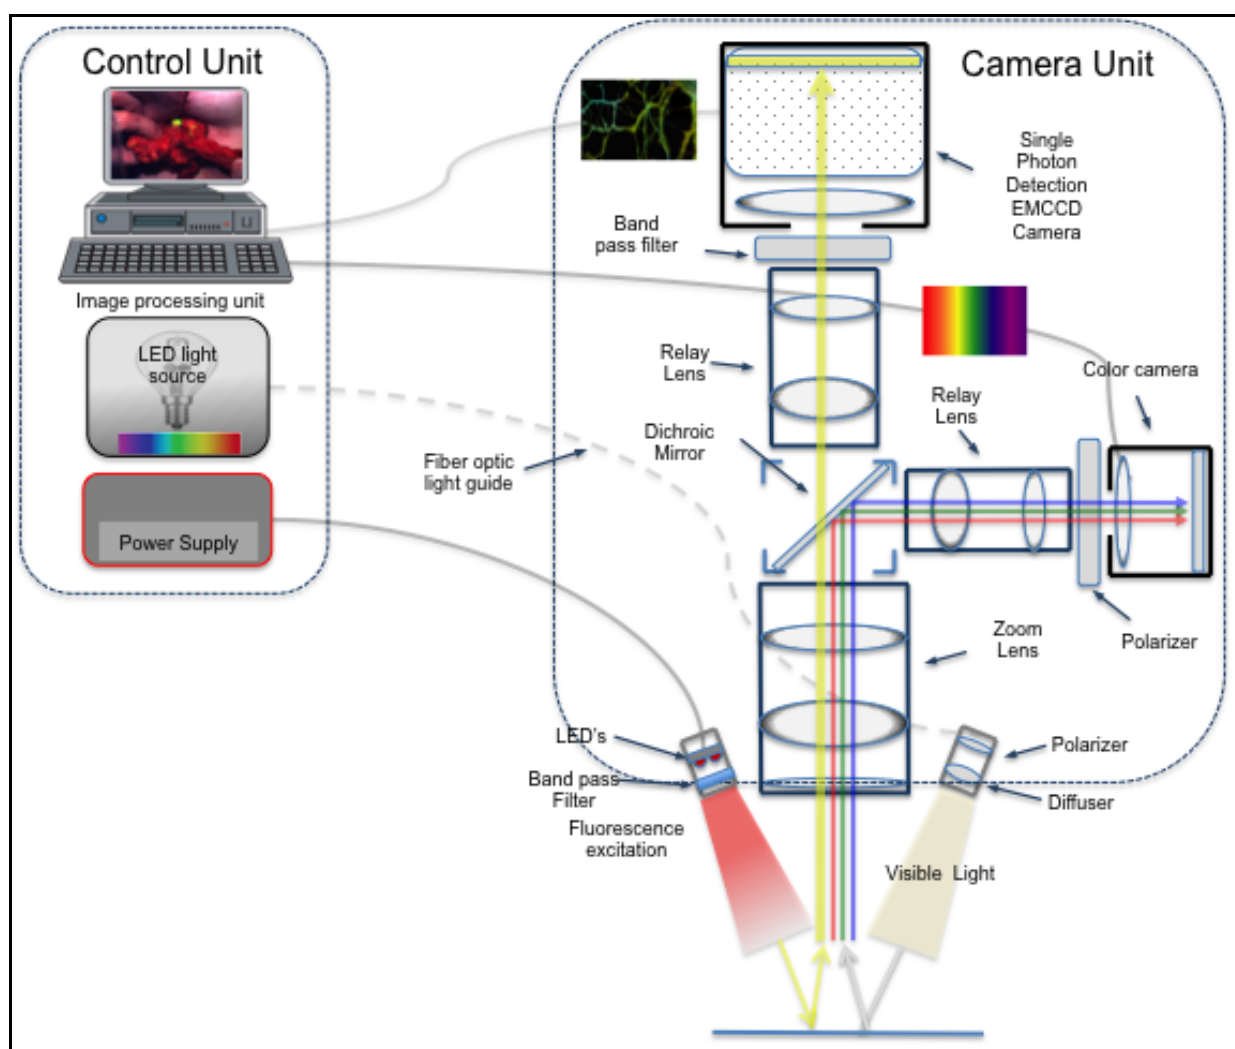 Control Unit
Camera Unit
Image processing unit
LED light
source
Power Supply
Fiber optic
light guide
Single
Photon
Detection
EMCCD
Camera
Band
pass filter
Relay
Lens
Dichroic
Mirror
Relay
Lens
Color camera
Polarizer
Zoom
Lens
LED's
Band pass
Filter
Fluorescence
excitation
Polarizer
Diffuser
Visible Light